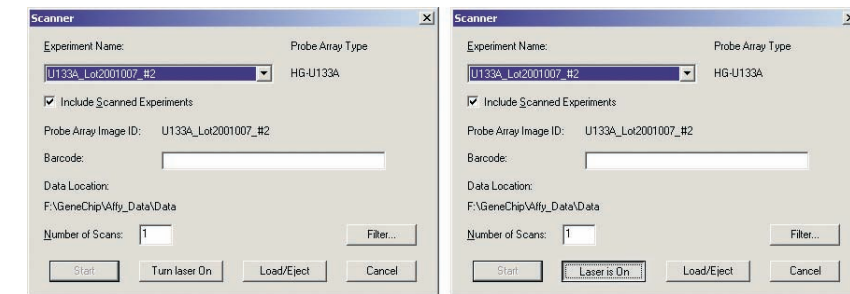 Scanner
Experiment Name: Probe Array Type
U133A_Lot2001007_#2 HG-U133A
Include Scanned Experiments
Probe Array Image ID: U133A_Lot2001007_#2
Barcode:
Data Location:
F:\GeneChip\Affy_Data\Data
Number of Scans: 1 Filter...
Start Turn laser On Load/Eject Cancel
Scanner
Experiment Name: Probe Array Type
U133A_Lot2001007_#2 HG-U133A
Include Scanned Experiments
Probe Array Image ID: U133A_Lot2001007_#2
Barcode:
Data Location:
F:\GeneChip\Affy_Data\Data
Number of Scans: 1 Filter...
Start Laser is On Load/Eject Cancel